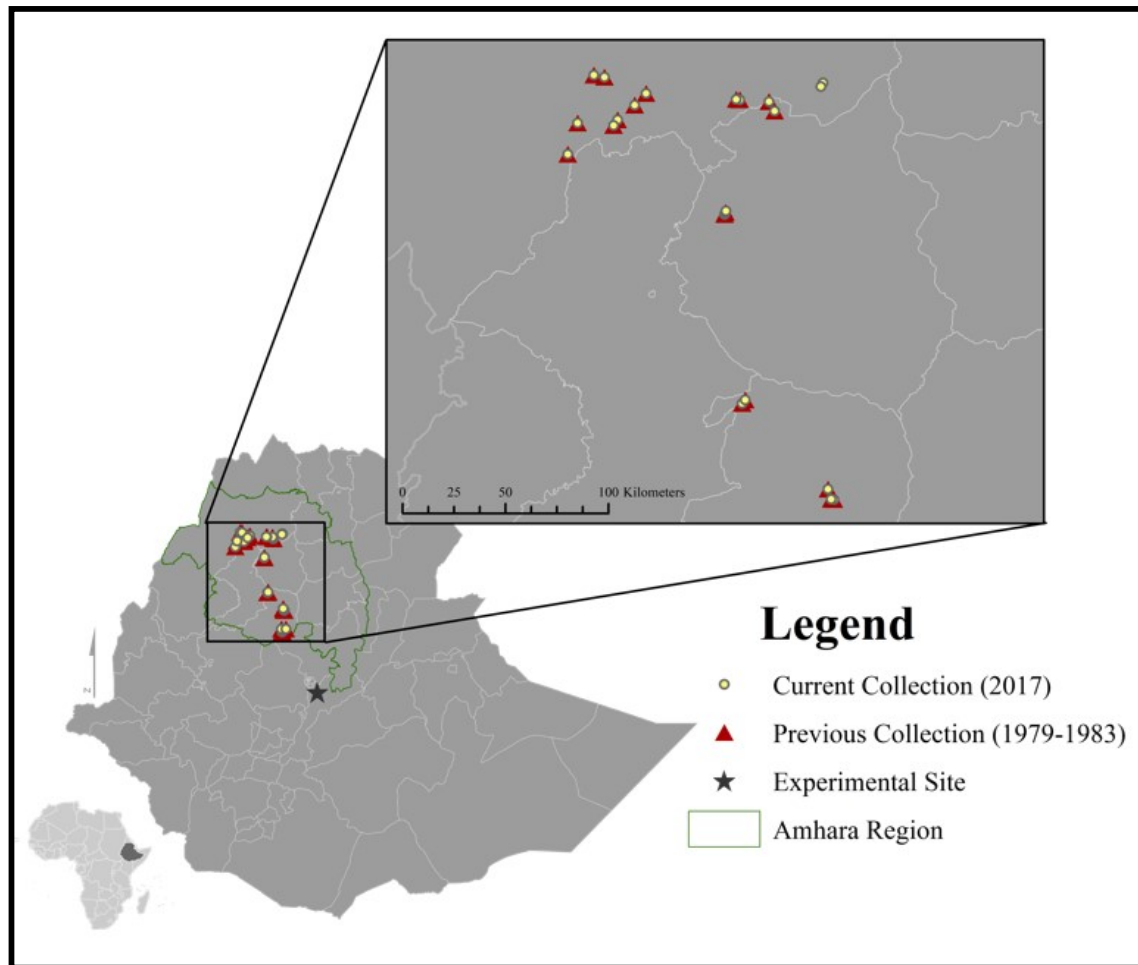 0 25 50 100 Kilometers
N
Legend
Current Collection (2017)
Previous Collection (1979-1983)
Experimental Site
Amhara Region